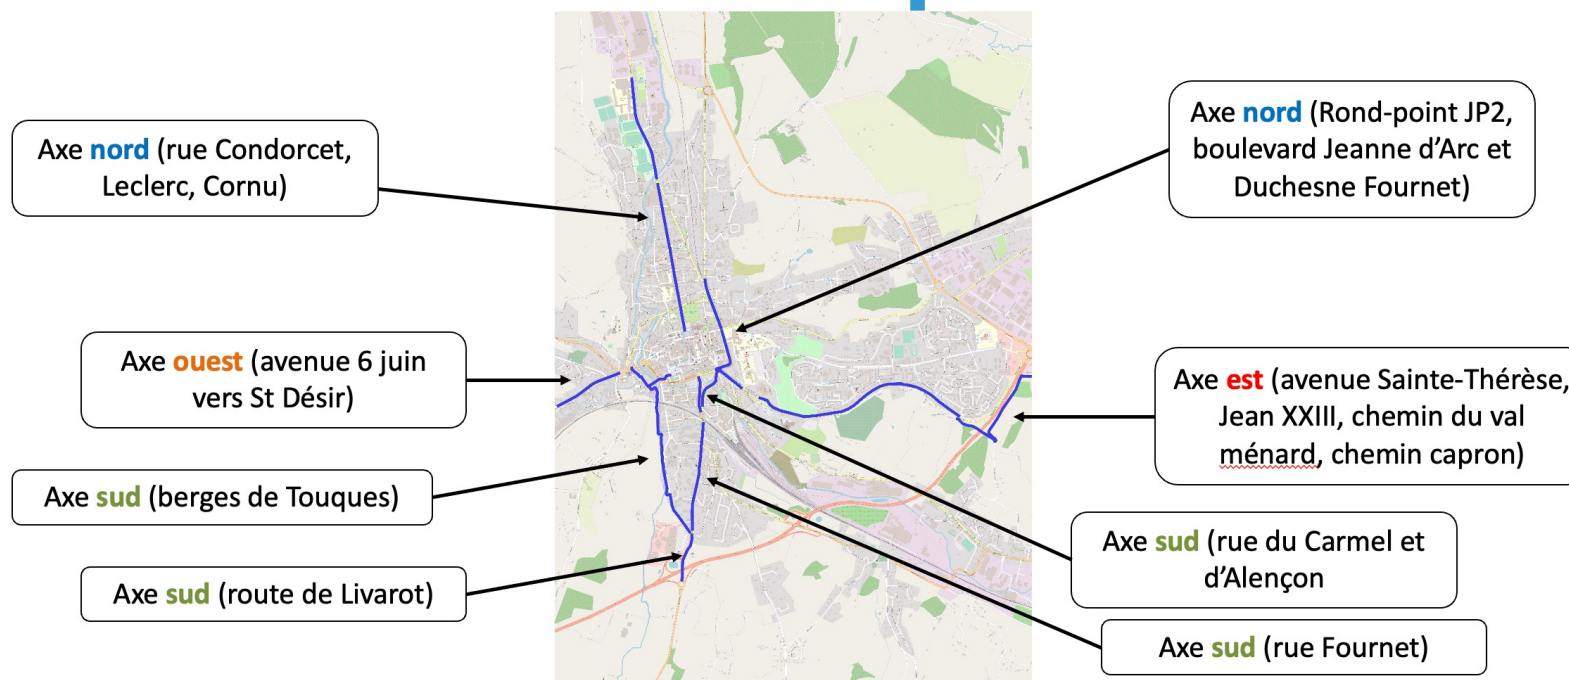 Axe nord (rue Condorcet,
Leclerc, Cornu)
Axe ouest (avenue 6 juin
vers St Désir)
Axe sud (berges de Touques)
Axe sud (route de Livarot)
Axe nord (Rond-point JP2,
boulevard Jeanne d’Arc et
Duchesne Fournet)
Axe est (avenue Sainte-Thérèse,
Jean XXIII, chemin du val
ménard, chemin capron)
Axe sud (rue du Carmel et
d’Alençon
Axe sud (rue Fournet)